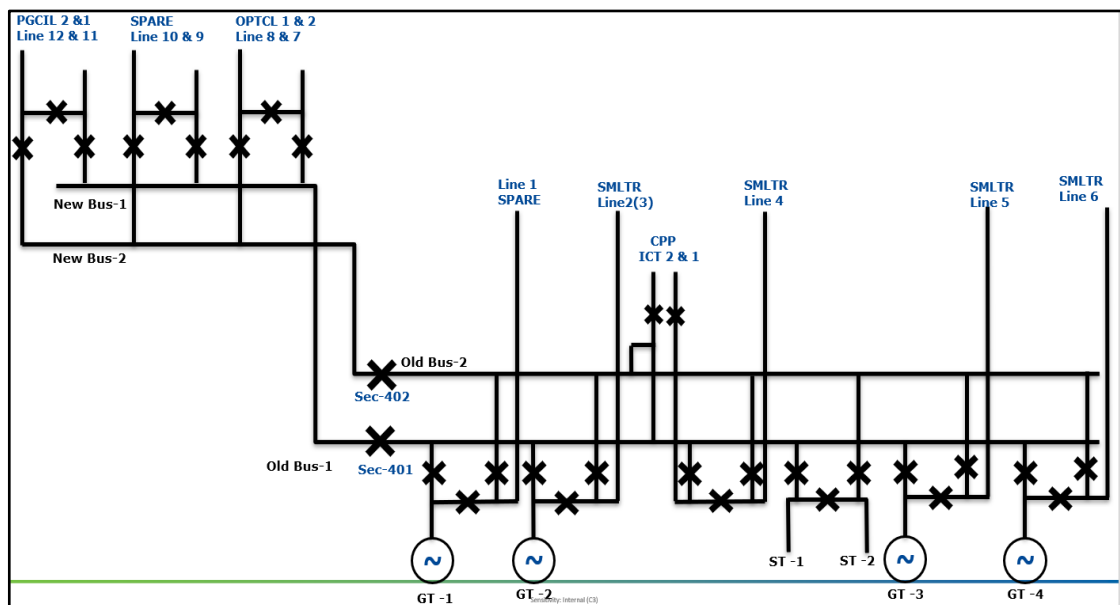 PGCIL 2 &1
Line 12 & 11
SPARE
Line 10 & 9
OPTCL 1 & 2
Line 8 & 7
New Bus-1
New Bus-2
Line 1
SPARE
SMLTR
Line2(3)
CPP
ICT 2 & 1
SMLTR
Line 4
SMLTR
Line 5
SMLTR
Line 6
Old Bus-2
Sec-402
Old Bus-1
Sec-401
~
~
~
~
ST -1
ST -2
GT -1
GT -2
GT -3
GT -4
Sensibility: Internal (C3)